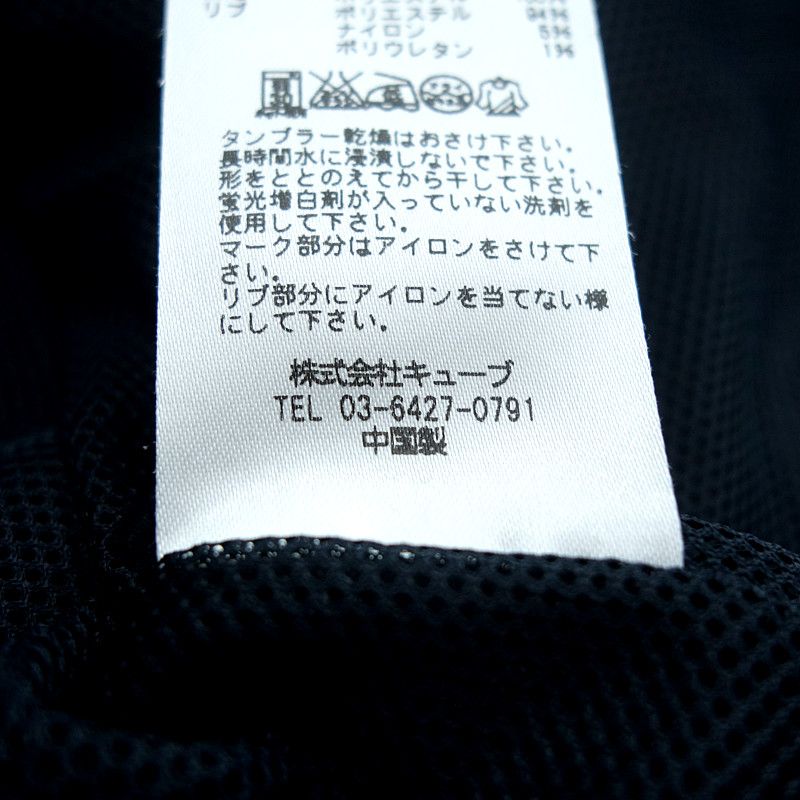 リブ ポリエステル 94%
ナイロン 5%
ポリウレタン 1%
タンブラー乾燥はおさけ下さい。
長時間水に浸漬しないで下さい。
形をととのえてから干して下さい。
蛍光増白剤が入っていない洗剤を
使用して下さい。
マーク部分はアイロンをさけて下
さい。
リブ部分にアイロンを当てない様
にして下さい。
株式会社キューブ
TEL 03-6427-0791
中国製